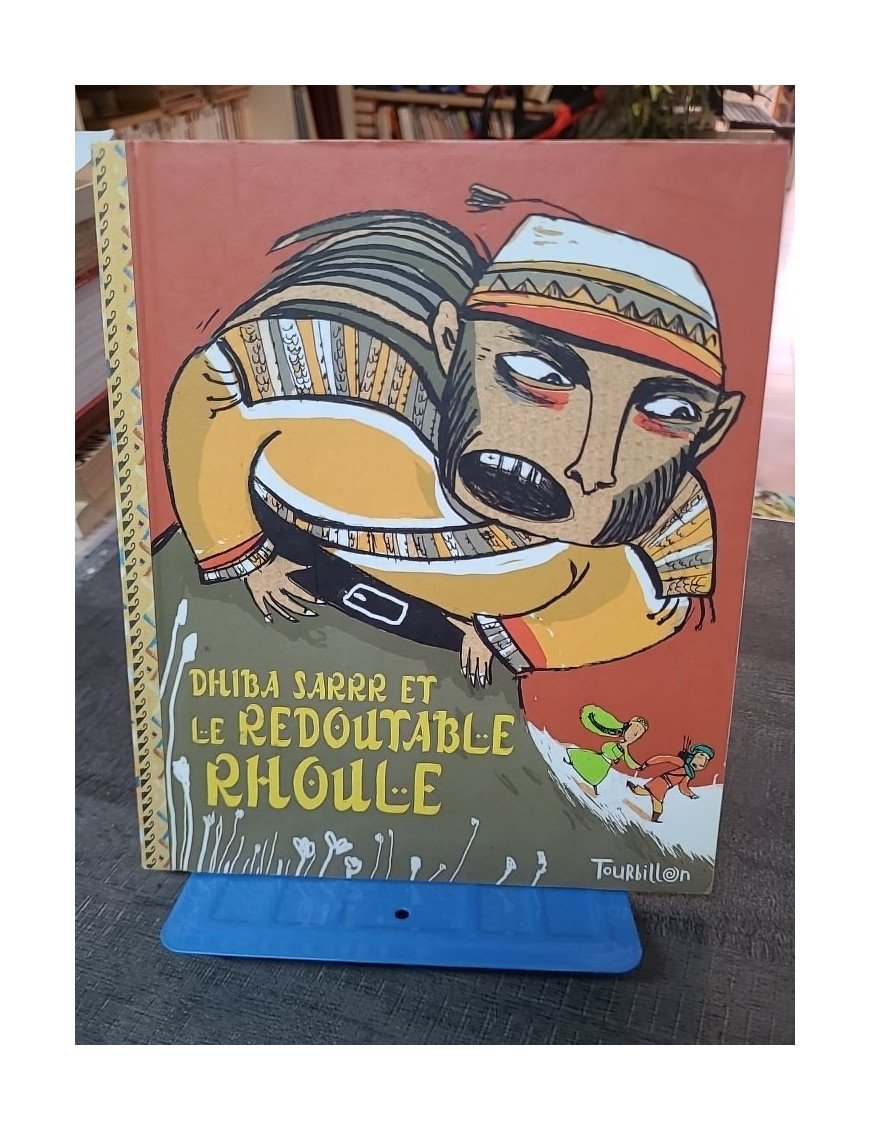 DHIBA SARRR ET
LE REDOUTABLE
RHOULE
Tourbillon